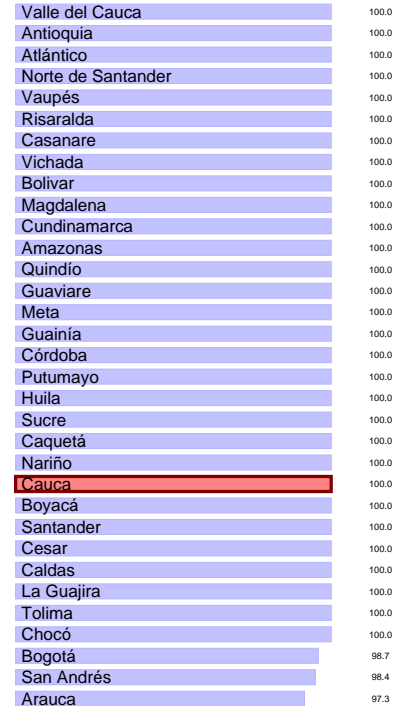 Valle del Cauca 100.0
Antioquia 100.0
Atlántico 100.0
Norte de Santander 100.0
Vaupés 100.0
Risaralda 100.0
Casanare 100.0
Vichada 100.0
Bolivar 100.0
Magdalena 100.0
Cundinamarca 100.0
Amazonas 100.0
Quindío 100.0
Guaviare 100.0
Meta 100.0
Guainía 100.0
Córdoba 100.0
Putumayo 100.0
Huila 100.0
Sucre 100.0
Caquetá 100.0
Nariño 100.0
Cauca 100.0
Boyacá 100.0
Santander 100.0
Cesar 100.0
Caldas 100.0
La Guajira 100.0
Tolima 100.0
Chocó 100.0
Bogotá 98.7
San Andrés 98.4
Arauca 97.3